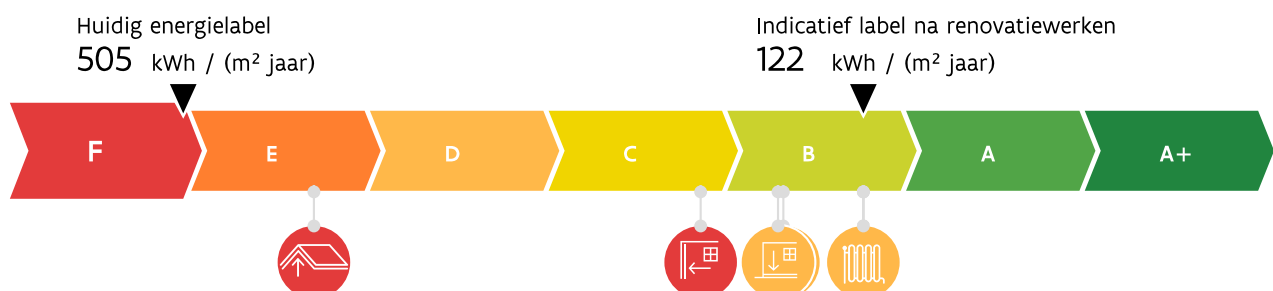 Huidig energielabel
505 kWh / (m² jaar)
Indicatief label na renovatiewerken
122 kWh / (m² jaar)
F E D C B A A+